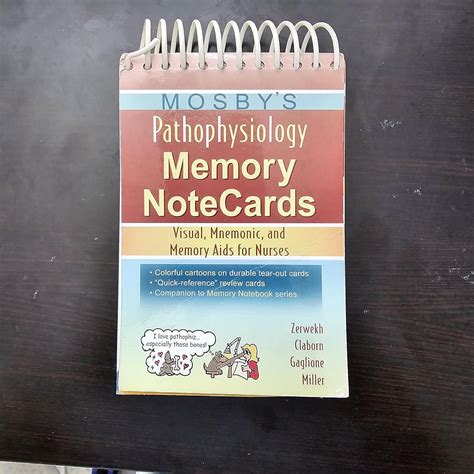 MOSBY'S
Pathophysiology
Memory
NoteCards
Visual, Mnemonic, and
Memory Aids for Nurses
• Colorful cartoons on durable tear-out cards
• "Quick-reference" review cards
• Companion to Memory Notebook series
I love pathophiz...
especially those bones!
Zerwekh
Claborn
Gaglione
Miller